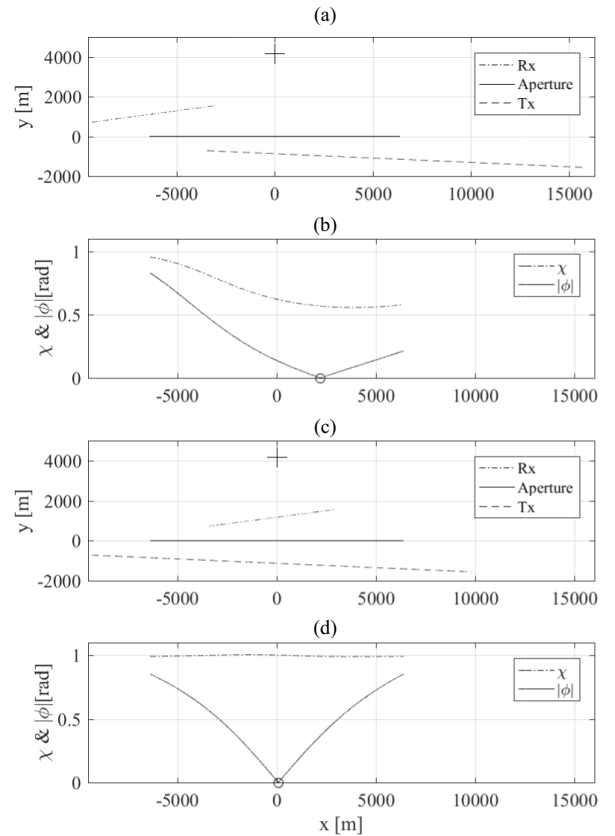 (a)
4000
2000
0
-2000
y [m]
Rx
Aperture
Tx
-5000 0 5000 10000 15000
(b)
1
0.5
0
χ & |ϕ|[rad]
χ
|ϕ|
-5000 0 5000 10000 15000
(c)
4000
2000
0
-2000
y [m]
Rx
Aperture
Tx
-5000 0 5000 10000 15000
(d)
1
0.5
0
χ & |ϕ|[rad]
χ
|ϕ|
-5000 0 5000 10000 15000
x [m]